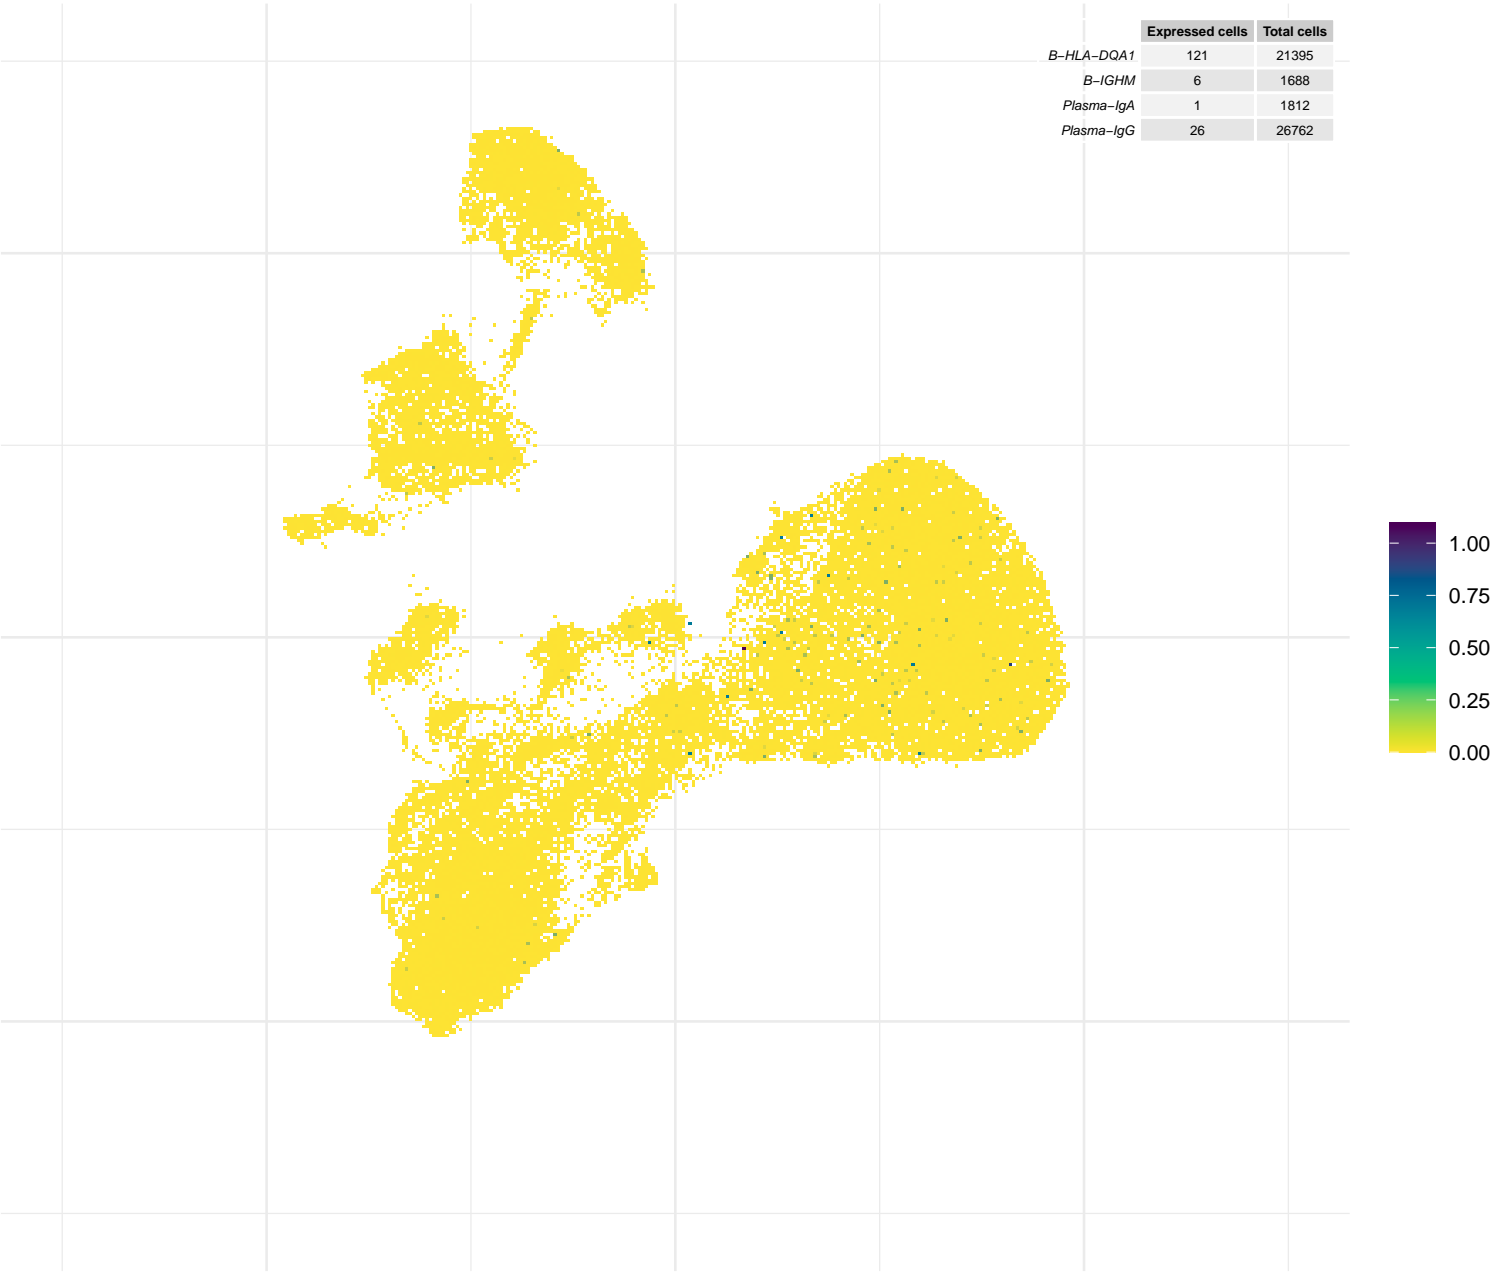 Expressed cells Total cells
B−HLA−DQA1 121 21395
B−IGHM 6 1688
Plasma−IgA 1 1812
Plasma−IgG 26 26762
1.00
0.75
0.50
0.25
0.00